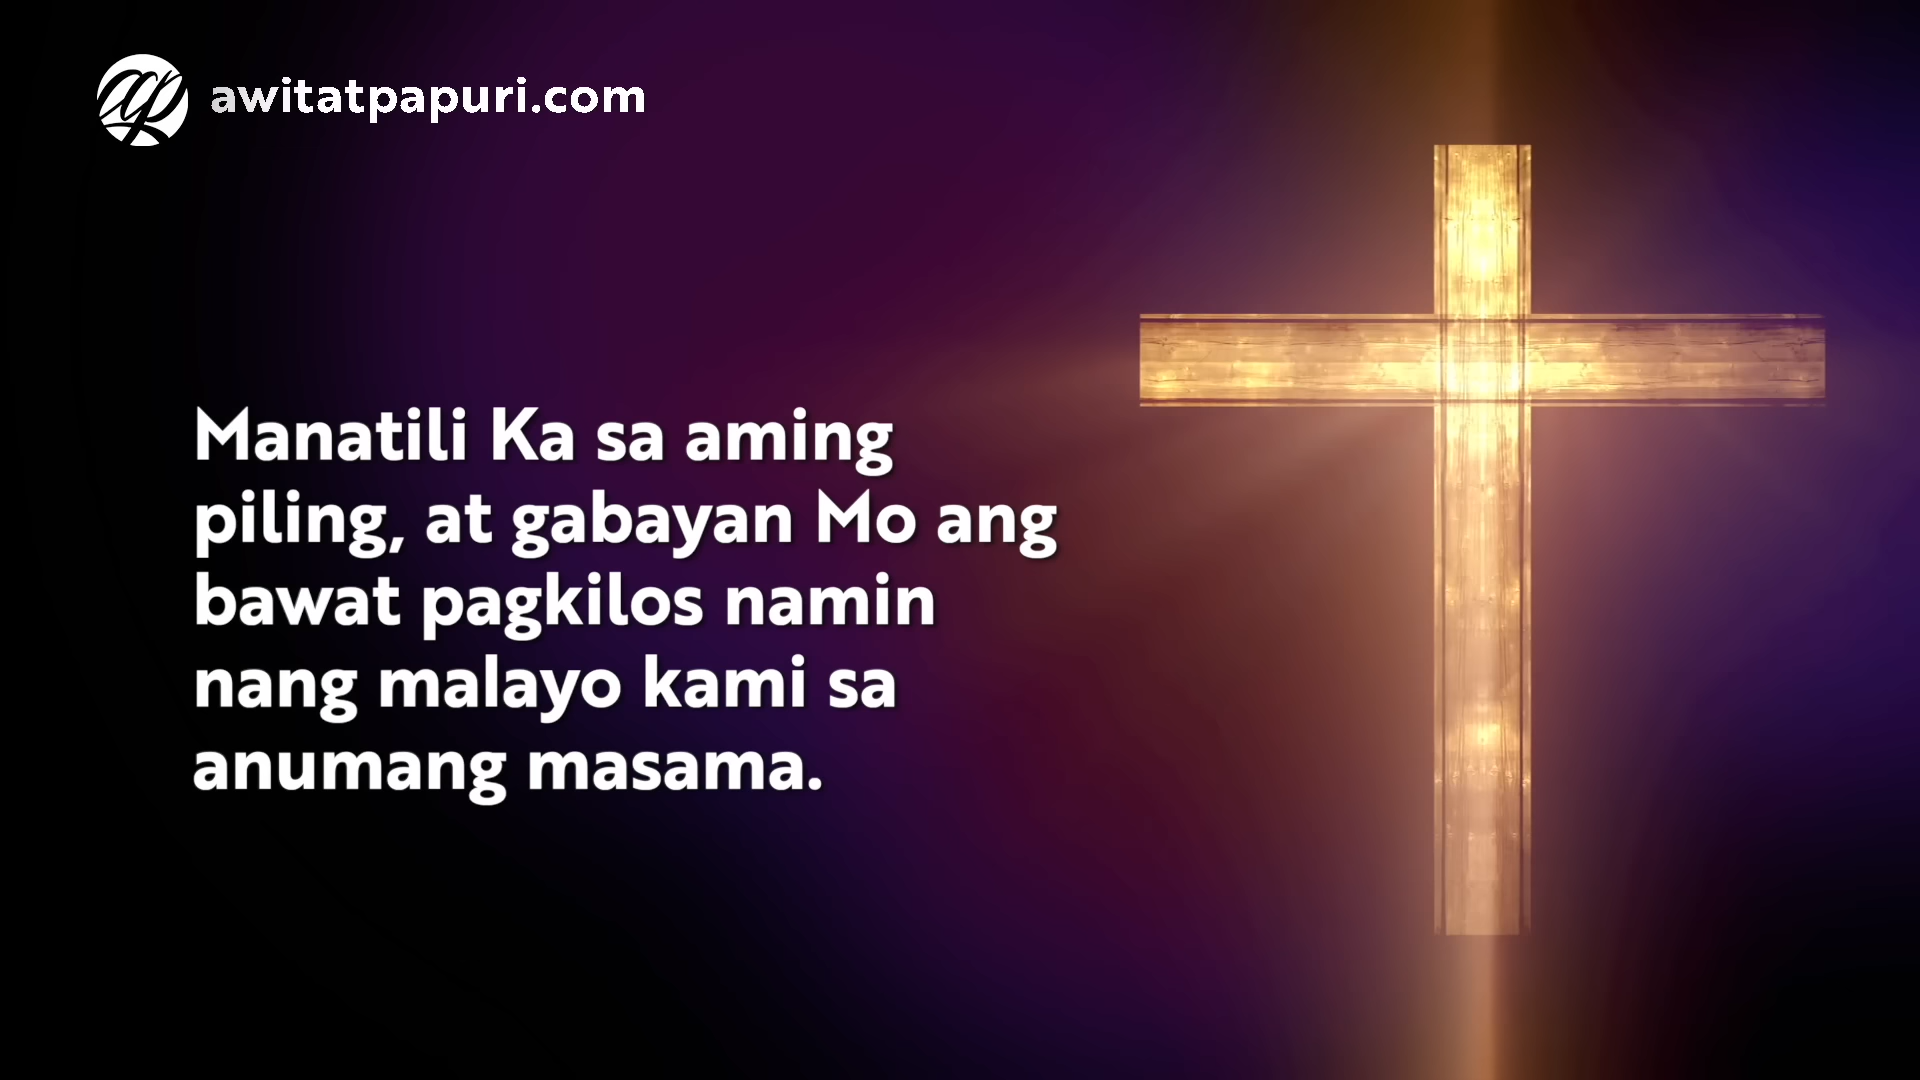 awitatpapuri.com
Manatili Ka sa aming
piling, at gabayan Mo ang
bawat pagkilos namin
nang malayo kami sa
anumang masama.